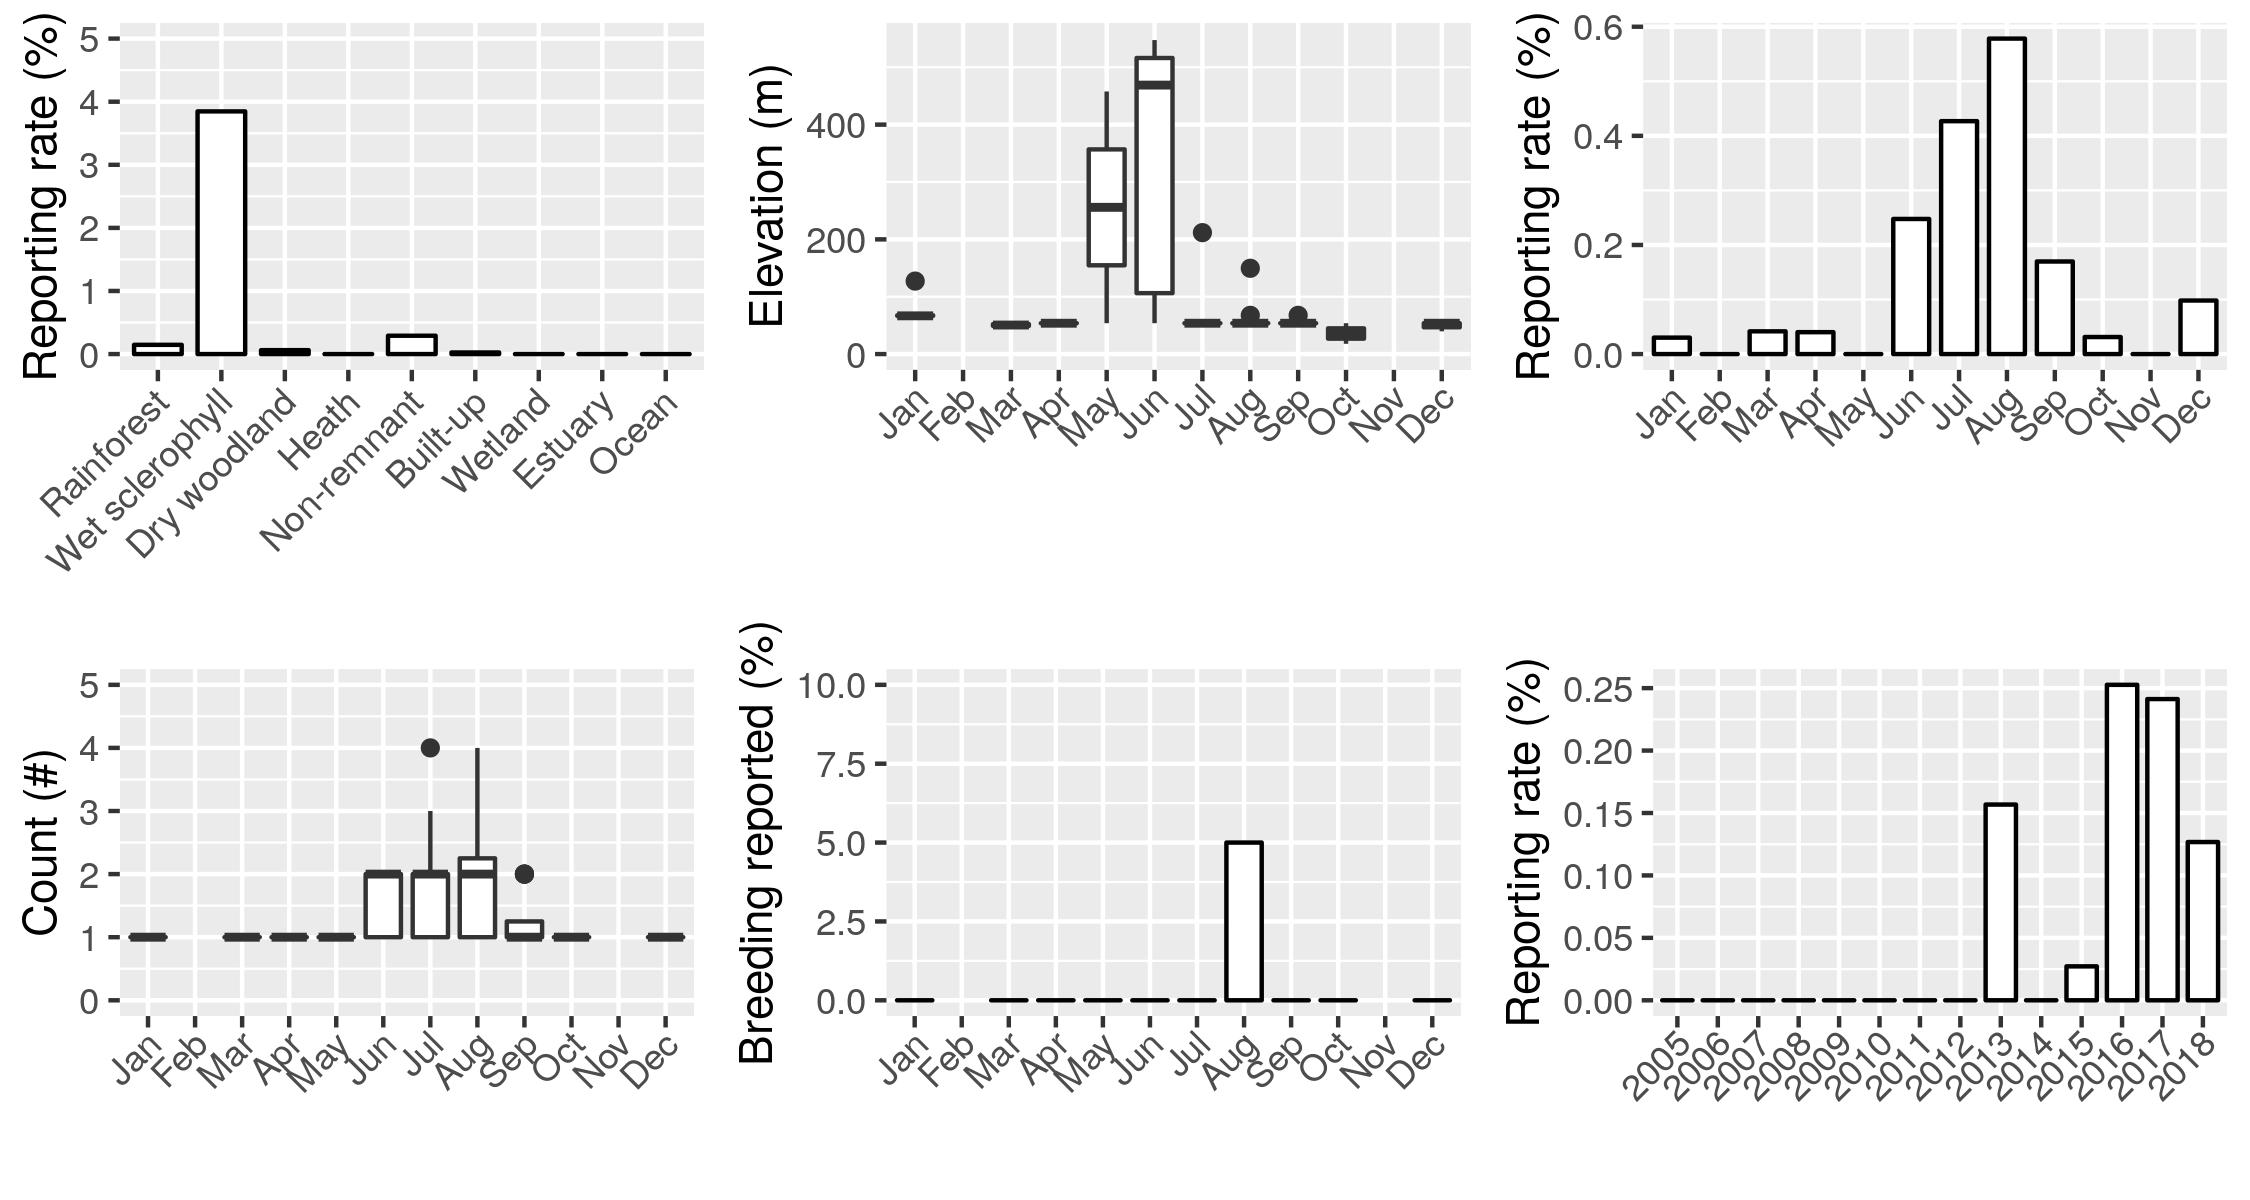 Reporting rate (%)
5
4
3
2
1
0
Rainforest
Wet sclerophyll
Dry woodland
Heath
Non-remnant
Built-up
Wetland
Estuary
Ocean
Elevation (m)
400
200
0
Jan
Feb
Mar
Apr
May
Jun
Jul
Aug
Sep
Oct
Nov
Dec
Reporting rate (%)
0.6
0.4
0.2
0.0
Jan
Feb
Mar
Apr
May
Jun
Jul
Aug
Sep
Oct
Nov
Dec
Count (#)
5
4
3
2
1
0
Jan
Feb
Mar
Apr
May
Jun
Jul
Aug
Sep
Oct
Nov
Dec
Breeding reported (%)
10.0
7.5
5.0
2.5
0.0
Jan
Feb
Mar
Apr
May
Jun
Jul
Aug
Sep
Oct
Nov
Dec
Reporting rate (%)
0.25
0.20
0.15
0.10
0.05
0.00
2005
2006
2007
2008
2009
2010
2011
2012
2013
2014
2015
2016
2017
2018